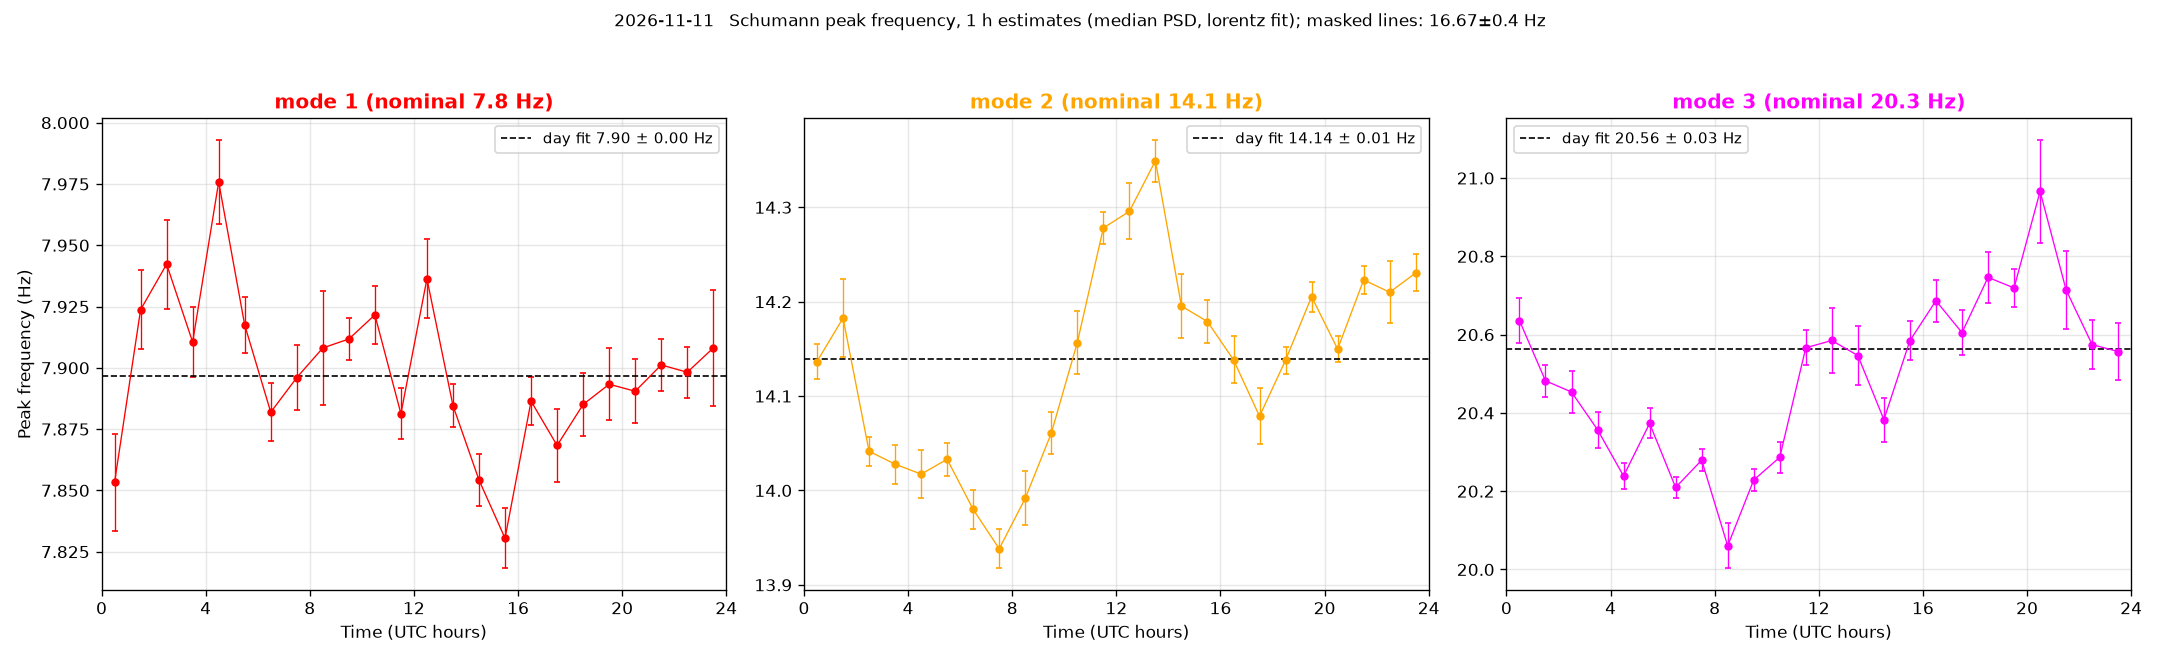 2026-11-11   Schumann peak frequency, 1 h estimates (median PSD, lorentz fit); masked lines: 16.67±0.4 Hz
mode 1 (nominal 7.8 Hz)
day fit 7.90 ± 0.00 Hz
Peak frequency (Hz)
8.000
7.975
7.950
7.925
7.900
7.875
7.850
7.825
0 4 8 12 16 20 24
Time (UTC hours)
mode 2 (nominal 14.1 Hz)
day fit 14.14 ± 0.01 Hz
14.3
14.2
14.1
14.0
13.9
0 4 8 12 16 20 24
Time (UTC hours)
mode 3 (nominal 20.3 Hz)
day fit 20.56 ± 0.03 Hz
21.0
20.8
20.6
20.4
20.2
20.0
0 4 8 12 16 20 24
Time (UTC hours)